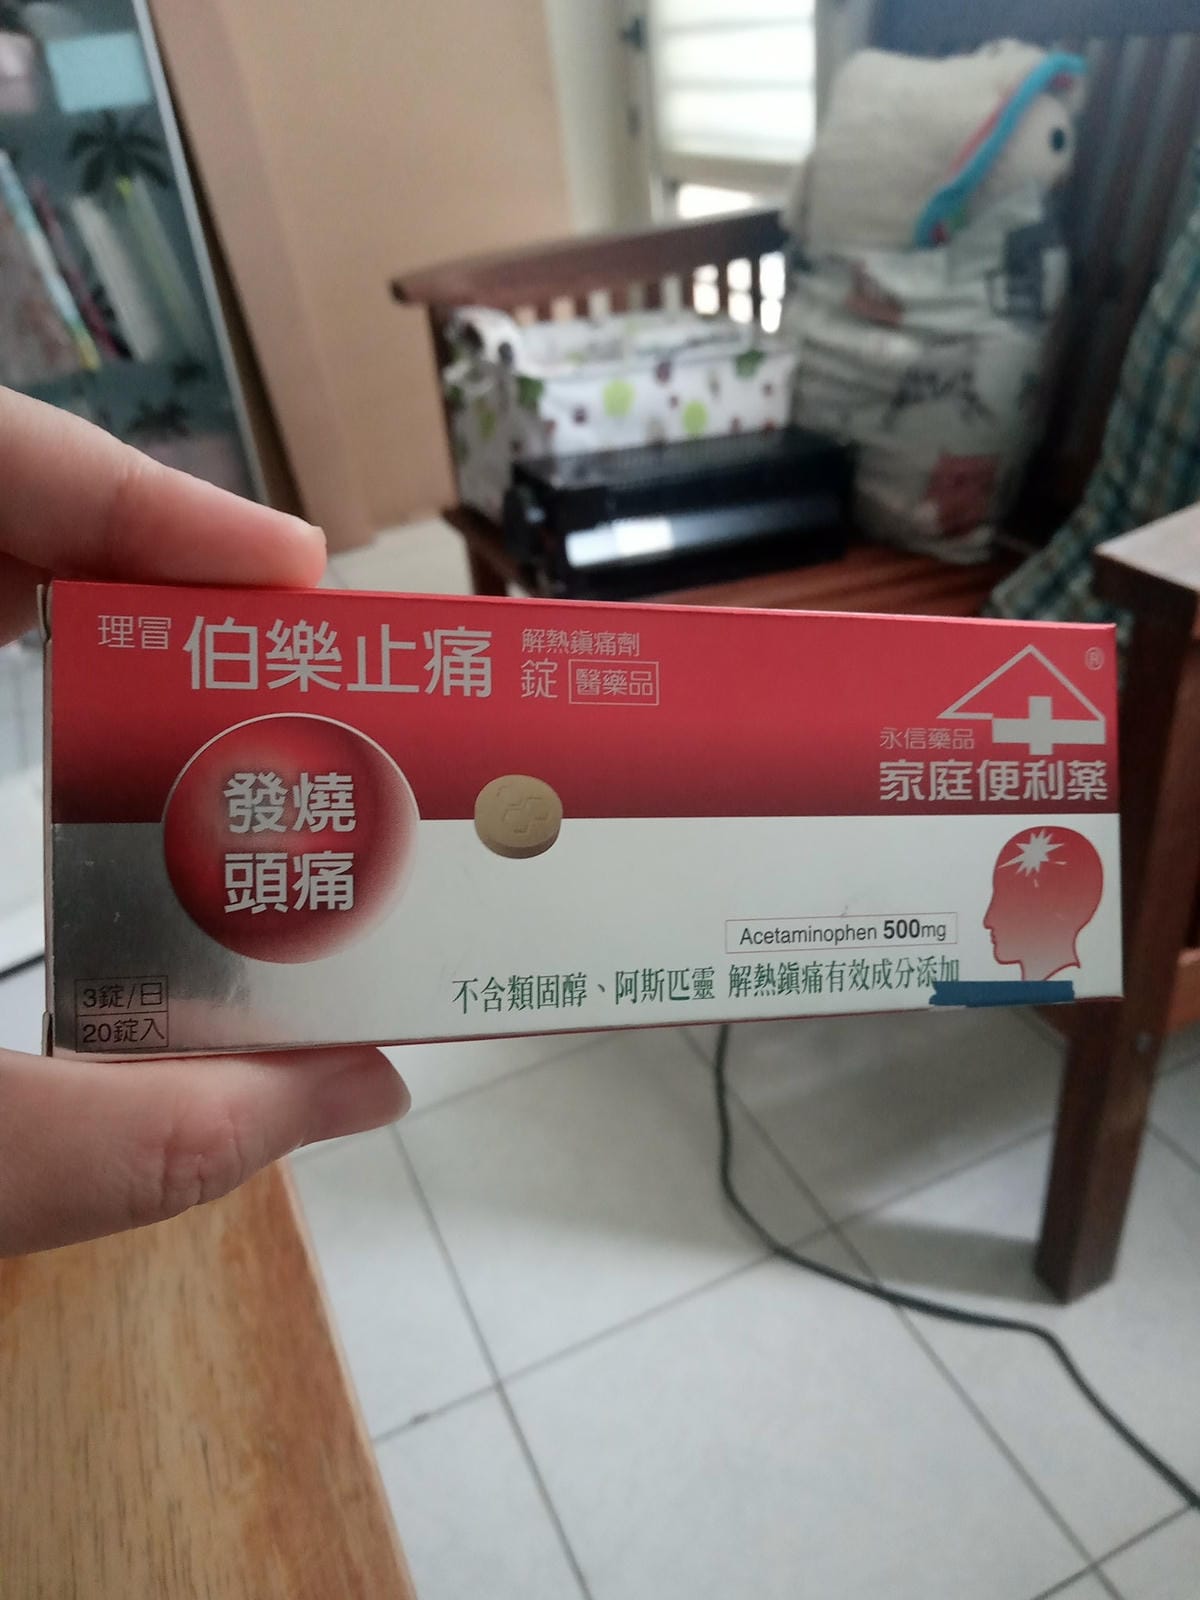 理冒 伯樂止痛 解熱鎮痛劑
錠 醫藥品
®
永信藥品
家庭便利藥
發燒
頭痛
Acetaminophen 500mg
不含類固醇、阿斯匹靈 解熱鎮痛有效成分添加
3錠/日
20錠入